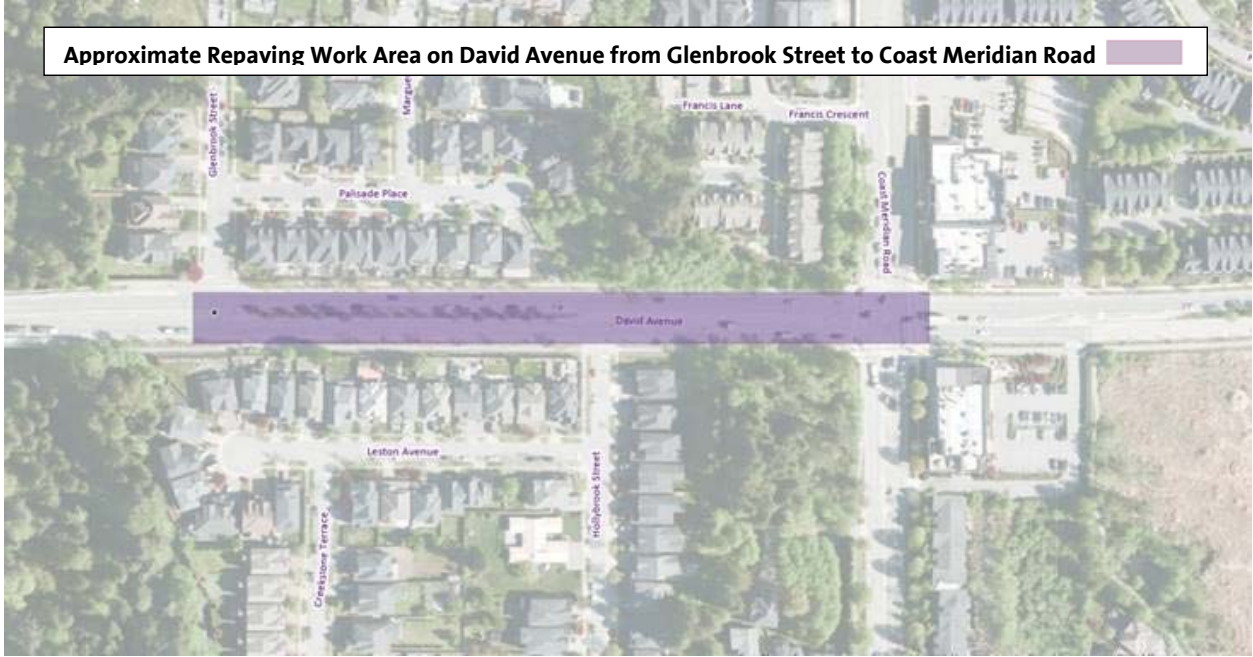 Approximate Repaving Work Area on David Avenue from Glenbrook Street to Coast Meridian Road
Francis Lane
Francis Crescent
Glenbrook Street
Palisade Place
Coast Meridian Road
David Avenue
Leston Avenue
Hollybrook Street
Creekstone Terrace